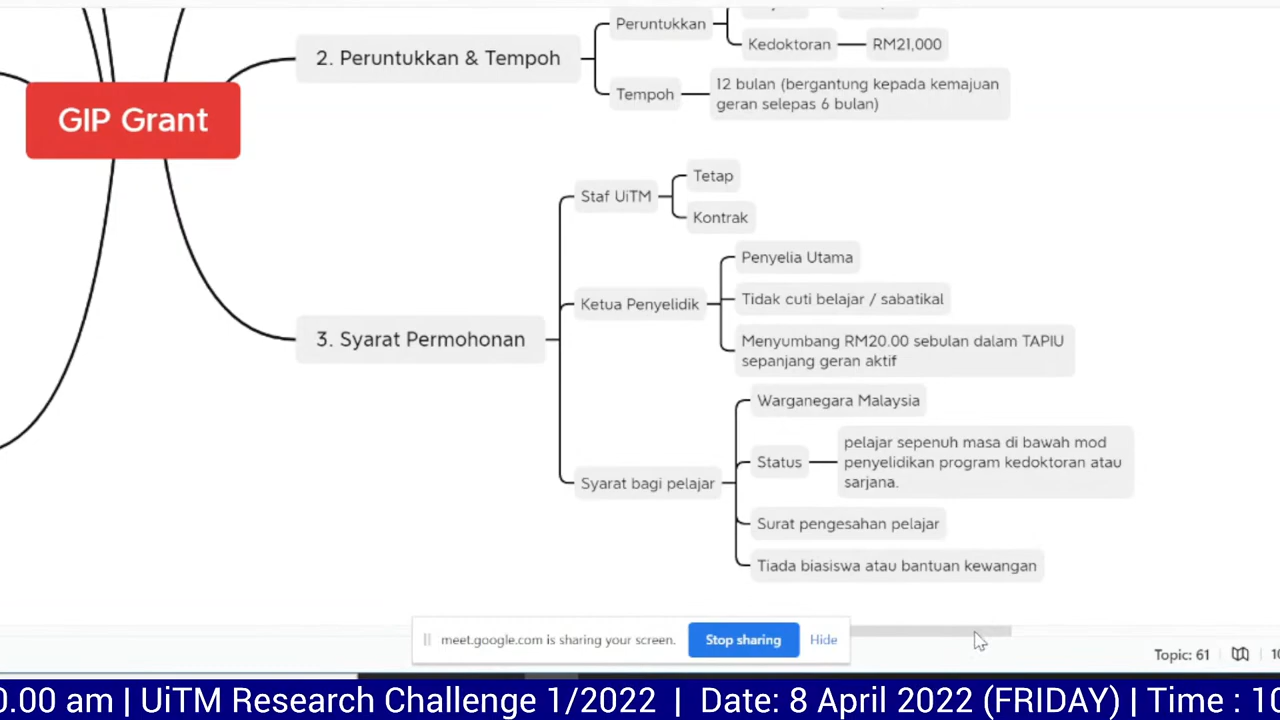 Peruntukkan
Kedoktoran
RM21,000
2. Peruntukkan & Tempoh
Tempoh
12 bulan (bergantung kepada kemajuan
geran selepas 6 bulan)
GIP Grant
Staf UiTM
Tetap
Kontrak
3. Syarat Permohonan
Ketua Penyelidik
Penyelia Utama
Tidak cuti belajar / sabatikal
Menyumbang RM20.00 sebulan dalam TAPIU
sepanjang geran aktif
Syarat bagi pelajar
Warganegara Malaysia
Status
pelajar sepenuh masa di bawah mod
penyelidikan program kedoktoran atau
sarjana.
Surat pengesahan pelajar
Tiada biasiswa atau bantuan kewangan
meet.google.com is sharing your screen.
Stop sharing
Hide
Topic: 61
0.00 am | UiTM Research Challenge 1/2022 | Date: 8 April 2022 (FRIDAY) | Time : 10